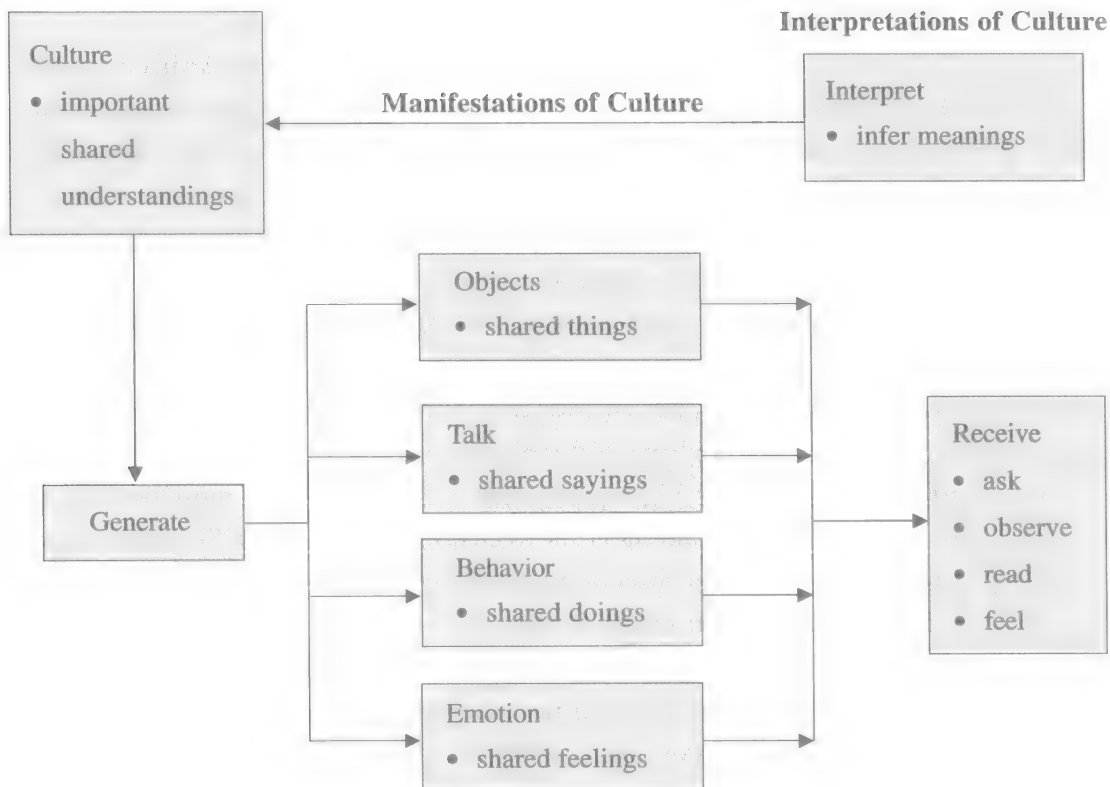 Interpretations of Culture
Culture
• important
shared
understandings
Manifestations of Culture
Interpret
• infer meanings
Objects
• shared things
Talk
• shared sayings
Generate
Behavior
• shared doings
Emotion
• shared feelings
Receive
• ask
• observe
• read
• feel